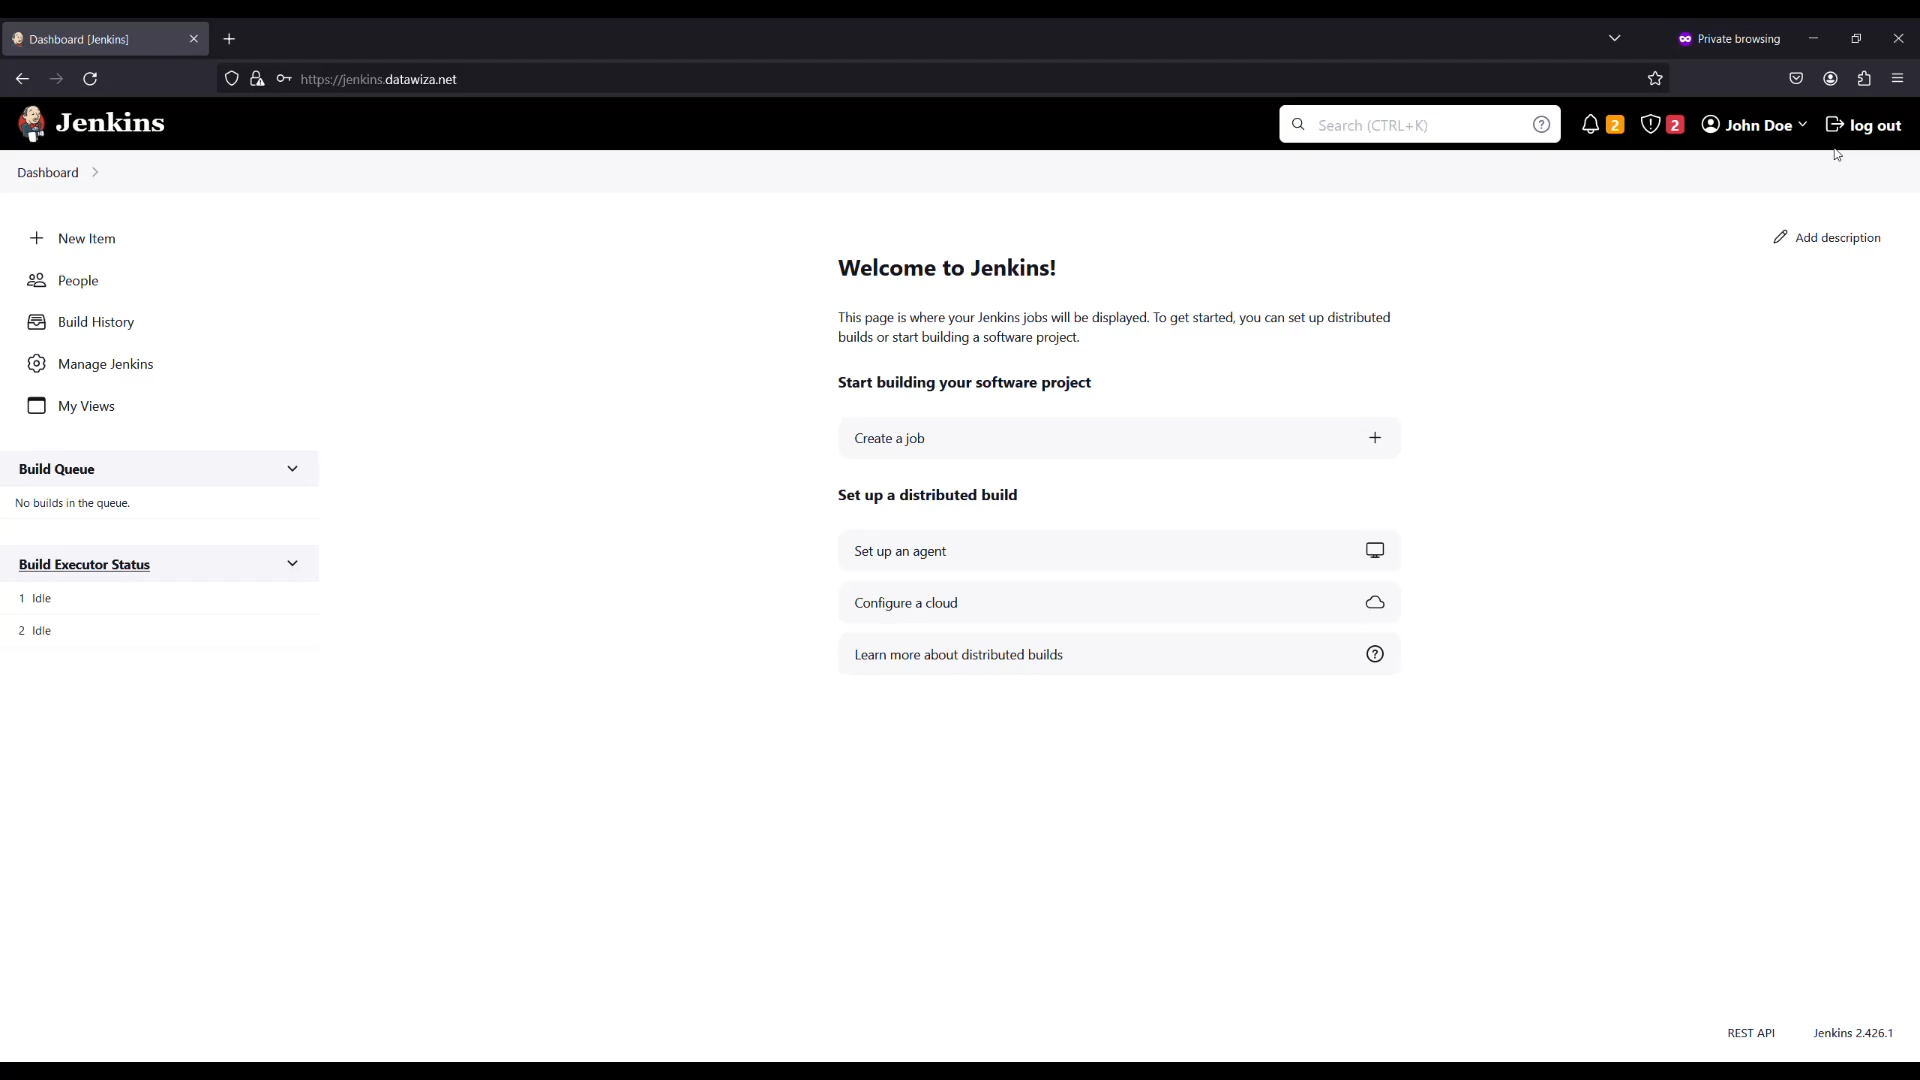 Dashboard [Jenkins]
Private browsing
https://jenkins.datawiza.net
Jenkins
Search (CTRL+K)
2
2
John Doe
log out
Dashboard
New Item
People
Build History
Manage Jenkins
My Views
Build Queue
No builds in the queue.
Build Executor Status
1 Idle
2 Idle
Add description
Welcome to Jenkins!
This page is where your Jenkins jobs will be displayed. To get started, you can set up distributed
builds or start building a software project.
Start building your software project
Create a job
Set up a distributed build
Set up an agent
Configure a cloud
Learn more about distributed builds
REST API
Jenkins 2.426.1